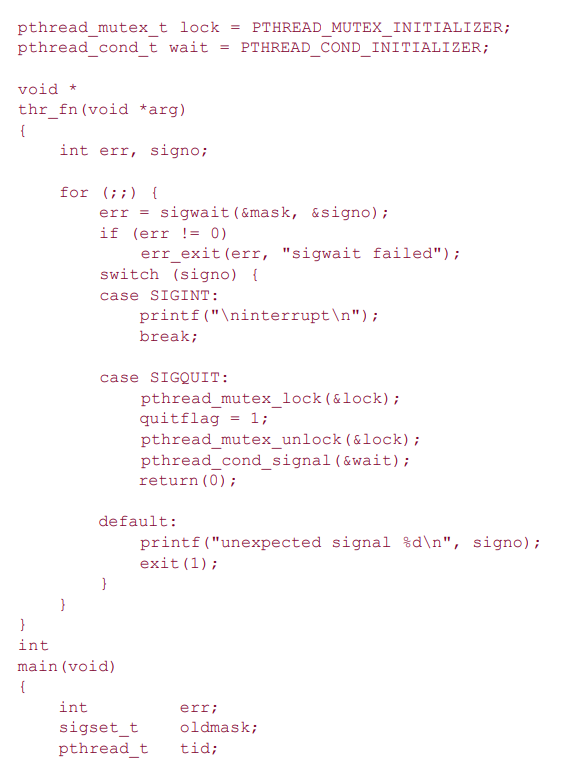 pthread_mutex_t lock = PTHREAD_MUTEX_INITIALIZER;
pthread_cond_t wait = PTHREAD_COND_INITIALIZER;

void *
thr_fn(void *arg)
{
    int err, signo;

    for (;;) {
        err = sigwait(&mask, &signo);
        if (err != 0)
            err_exit(err, "sigwait failed");
        switch (signo) {
        case SIGINT:
            printf("\ninterrupt\n");
            break;

        case SIGQUIT:
            pthread_mutex_lock(&lock);
            quitflag = 1;
            pthread_mutex_unlock(&lock);
            pthread_cond_signal(&wait);
            return(0);

        default:
            printf("unexpected signal %d\n", signo);
            exit(1);
        }
    }
}
int
main(void)
{
    int         err;
    sigset_t    oldmask;
    pthread_t   tid;